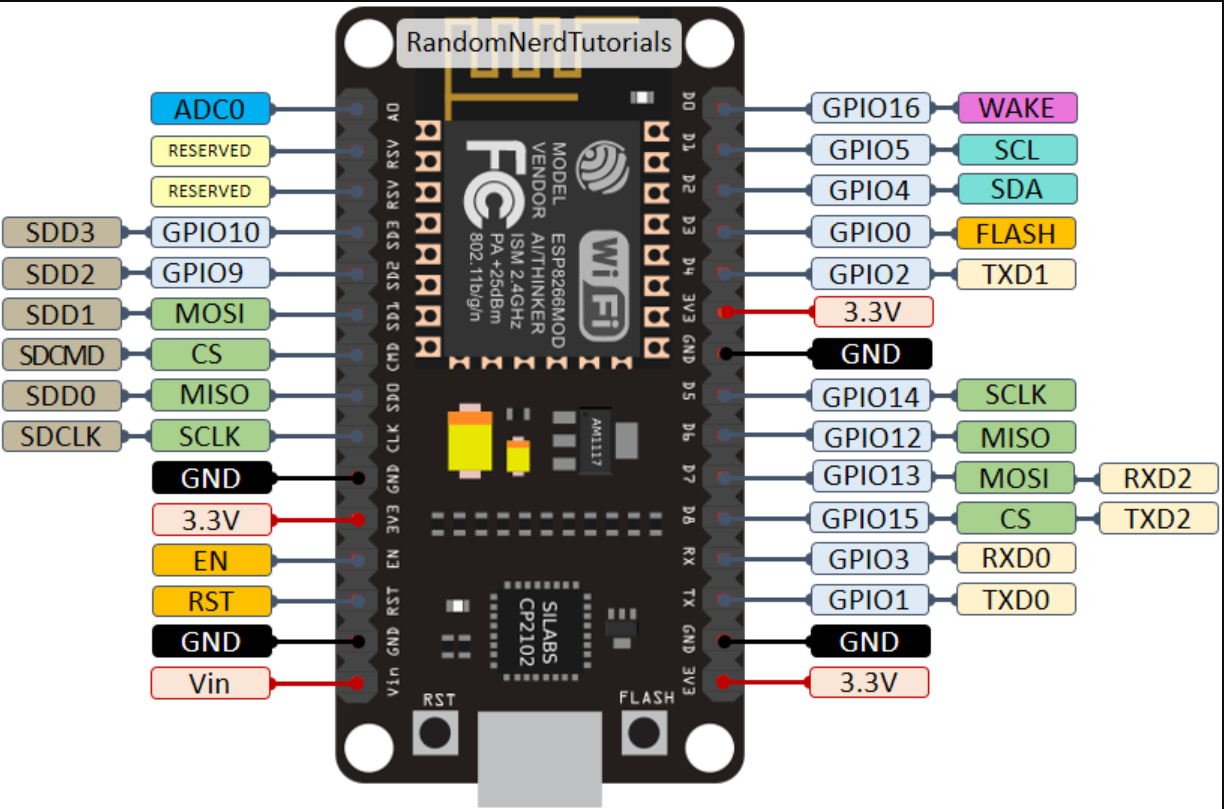 RandomNerdTutorials
ADC0
RESERVED
RESERVED
SDD3 GPIO10
SDD2 GPIO9
SDD1 MOSI
SDCMD CS
SDD0 MISO
SDCLK SCLK
GND
3.3V
EN
RST
GND
Vin
A0
RSV
RSV
SD3
SD2
SD1
CMD
SD0
CLK
GND
3V3
EN
RST
GND
Vin
FC
MODEL
VENDOR
ESP8266MOD
AI/THINKER
ISM 2.4GHz
PA +25dBm
802.11b/g/n
Wi Fi
AM1117
SILABS
CP2102
RST
FLASH
D0
D1
D2
D3
D4
3V3
GND
D5
D6
D7
D8
RX
TX
GND
3V3
GPIO16 WAKE
GPIO5 SCL
GPIO4 SDA
GPIO0 FLASH
GPIO2 TXD1
3.3V
GND
GPIO14 SCLK
GPIO12 MISO
GPIO13 MOSI RXD2
GPIO15 CS TXD2
GPIO3 RXD0
GPIO1 TXD0
GND
3.3V